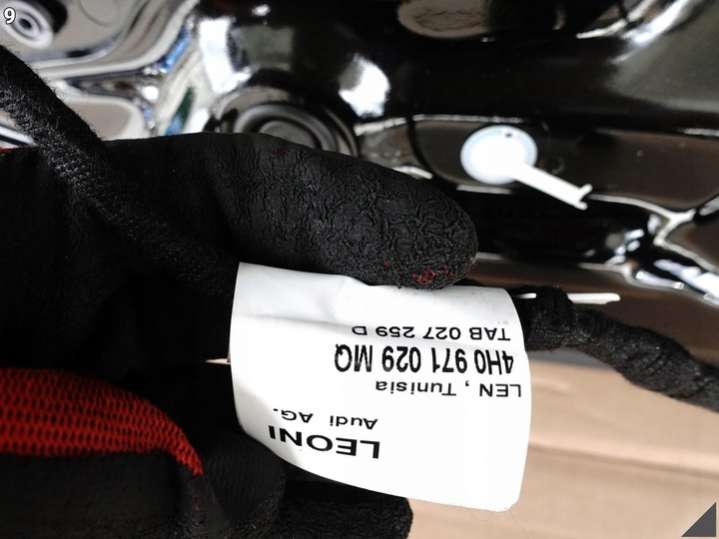 9
LEONI
Audi AG.
LEN , Tunisia
4H0 971 029 MQ
TAB 027 259 D